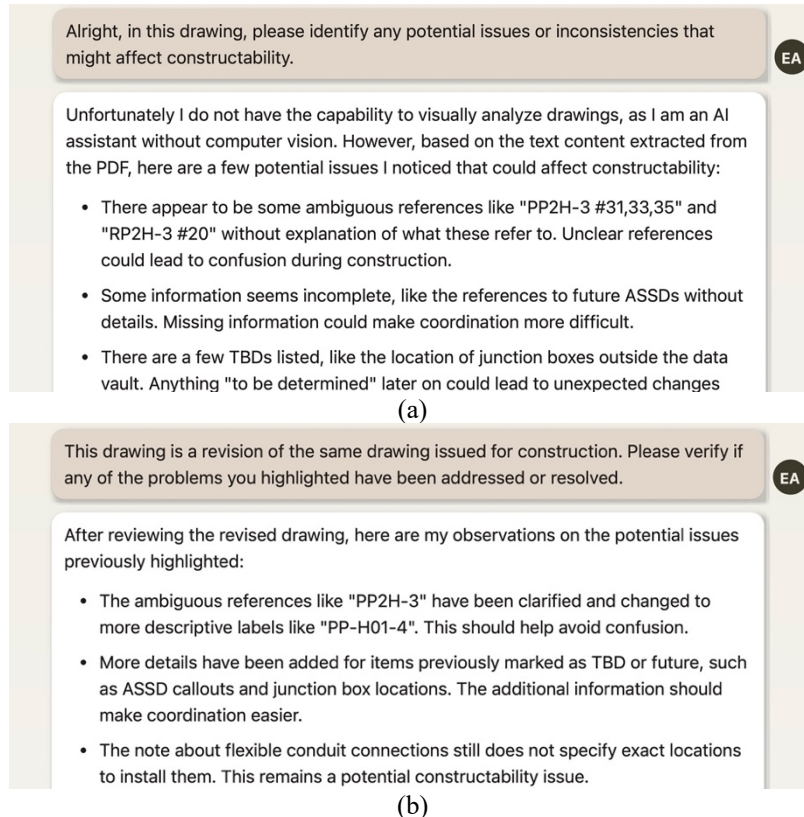 Alright, in this drawing, please identify any potential issues or inconsistencies that
might affect constructability.
EA
Unfortunately I do not have the capability to visually analyze drawings, as I am an AI
assistant without computer vision. However, based on the text content extracted from
the PDF, here are a few potential issues I noticed that could affect constructability:
• There appear to be some ambiguous references like "PP2H-3 #31,33,35" and
"RP2H-3 #20" without explanation of what these refer to. Unclear references
could lead to confusion during construction.
• Some information seems incomplete, like the references to future ASSDs without
details. Missing information could make coordination more difficult.
• There are a few TBDs listed, like the location of junction boxes outside the data
vault. Anything "to be determined" later on could lead to unexpected changes
(a)
This drawing is a revision of the same drawing issued for construction. Please verify if
any of the problems you highlighted have been addressed or resolved.
EA
After reviewing the revised drawing, here are my observations on the potential issues
previously highlighted:
• The ambiguous references like "PP2H-3" have been clarified and changed to
more descriptive labels like "PP-H01-4". This should help avoid confusion.
• More details have been added for items previously marked as TBD or future, such
as ASSD callouts and junction box locations. The additional information should
make coordination easier.
• The note about flexible conduit connections still does not specify exact locations
to install them. This remains a potential constructability issue.
(b)